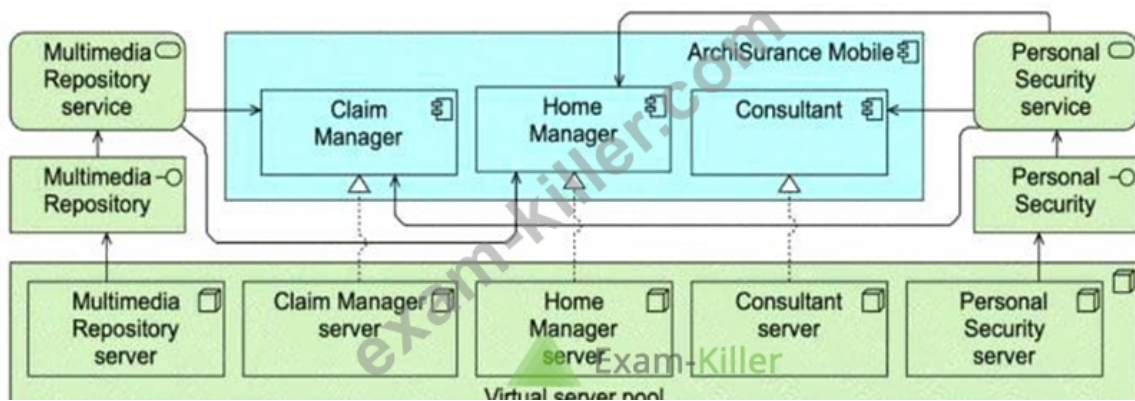 Multimedia
Repository
service
ArchiSurance Mobile
Personal
Security
service
Claim
Manager
Home
Manager
Consultant
Multimedia
Repository
Personal
Security
Multimedia
Repository
server
Claim Manager
server
Home
Manager
server
Consultant
server
Personal
Security
server
Virtual server pool
exam-killer.com
Exam-Killer